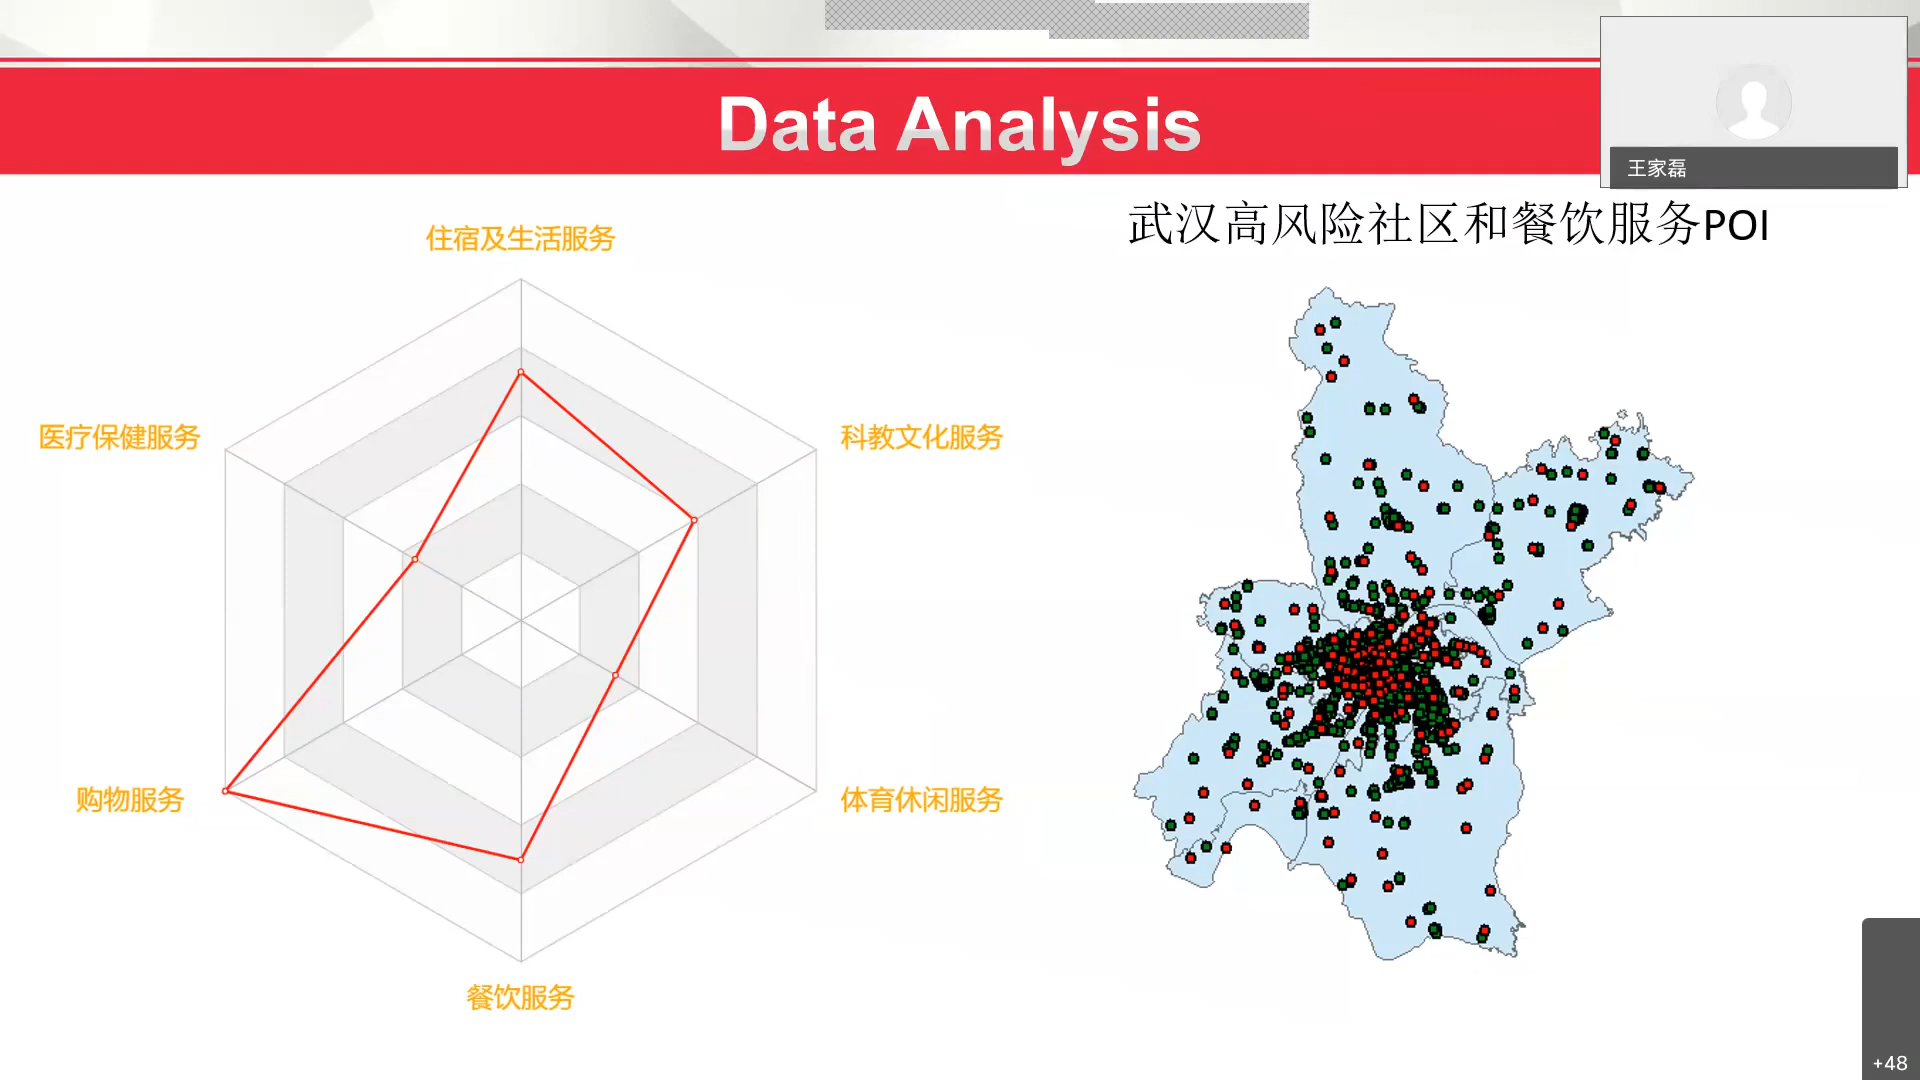 Data Analysis
王家磊
武汉高风险社区和餐饮服务POI
住宿及生活服务
医疗保健服务
科教文化服务
购物服务
体育休闲服务
餐饮服务
+48